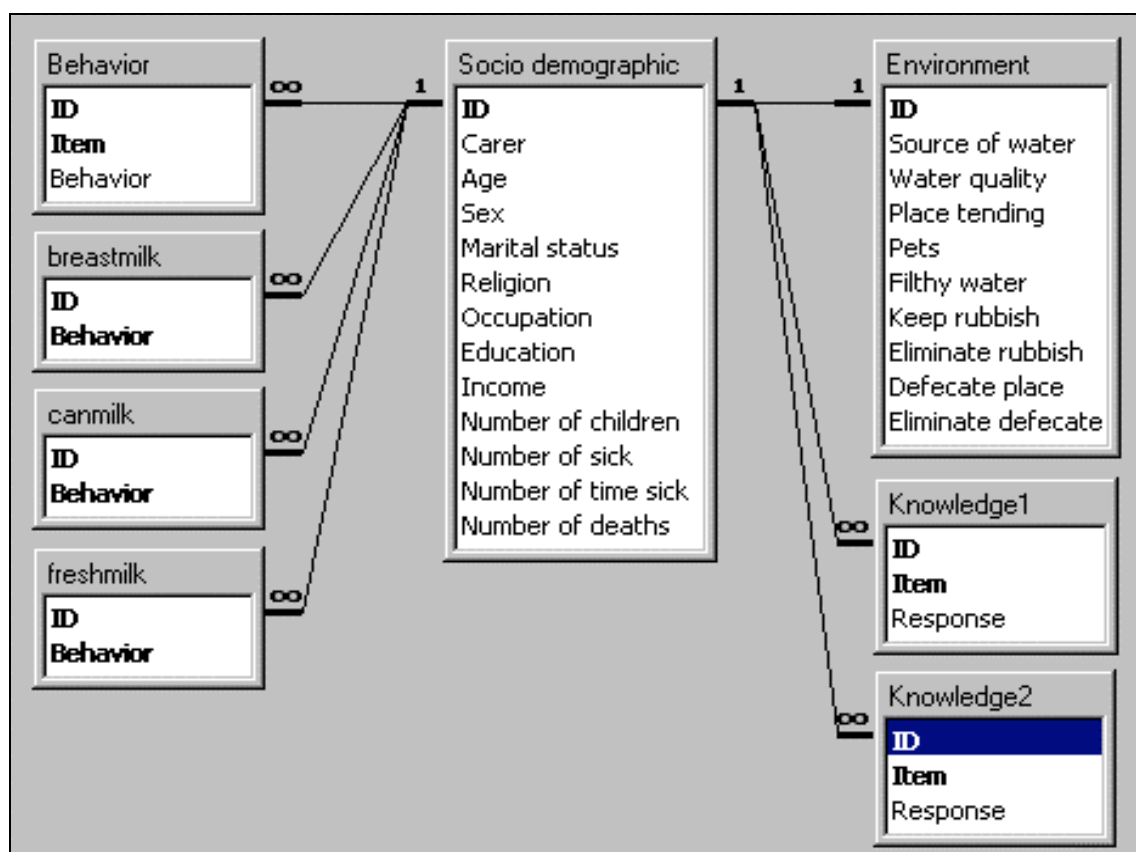 Behavior
ID
Item
Behavior
∞
breastmilk
ID
Behavior
∞
canmilk
ID
Behavior
∞
freshmilk
ID
Behavior
∞
1
Socio demographic
ID
Carer
Age
Sex
Marital status
Religion
Occupation
Education
Income
Number of children
Number of sick
Number of time sick
Number of deaths
1
1
Environment
ID
Source of water
Water quality
Place tending
Pets
Filthy water
Keep rubbish
Eliminate rubbish
Defecate place
Eliminate defecate
∞
Knowledge1
ID
Item
Response
∞
Knowledge2
ID
Item
Response